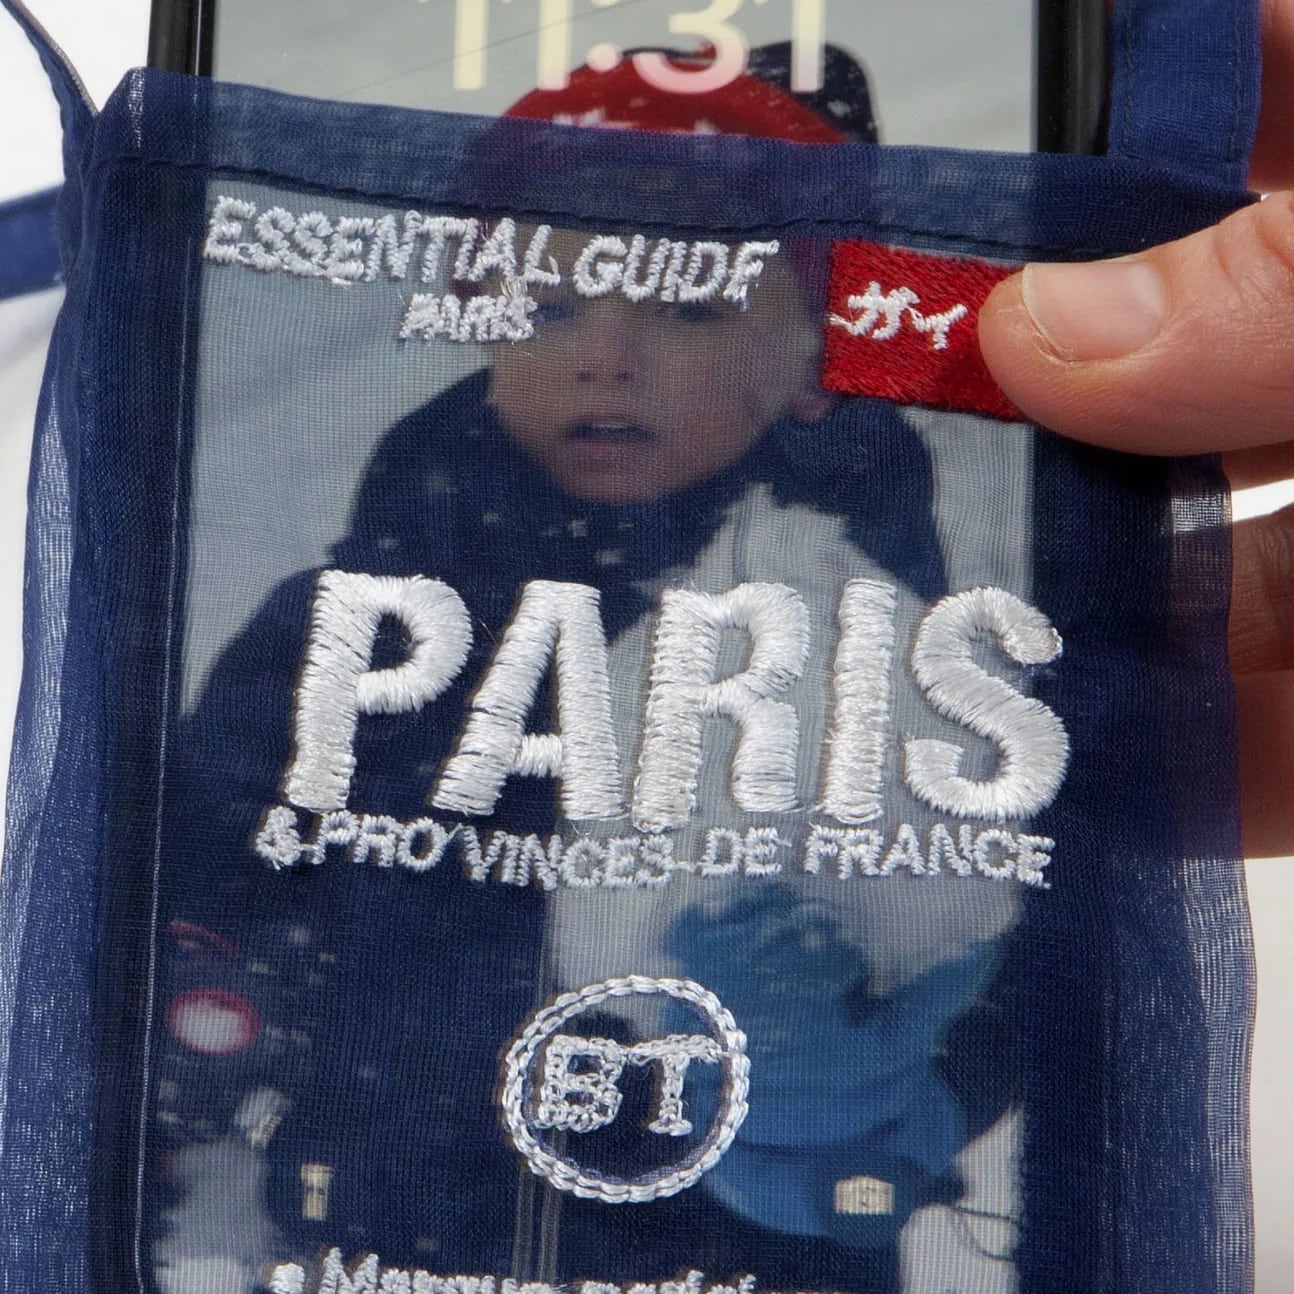 11:31
ESSENTIAL GUIDE
PARIS
ガイ
PARIS
& PROVINCES DE FRANCE
BT